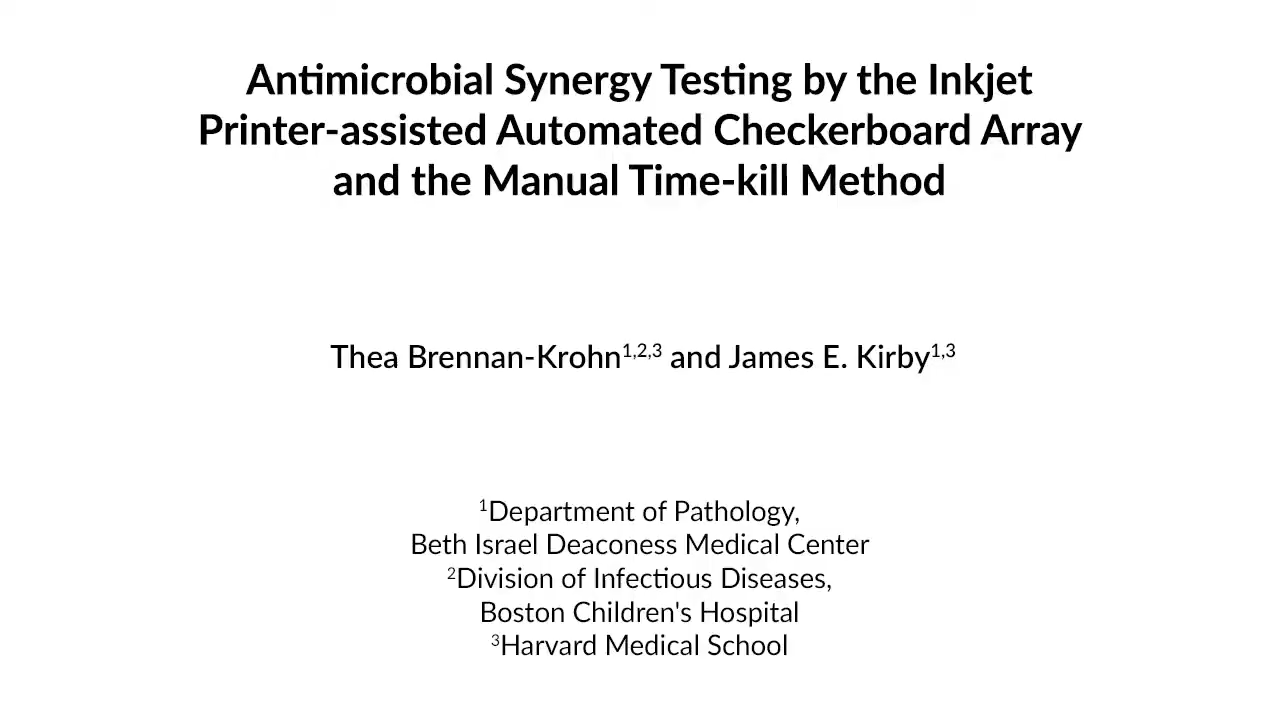 Antimicrobial Synergy Testing by the Inkjet
Printer-assisted Automated Checkerboard Array
and the Manual Time-kill Method
Thea Brennan-Krohn1,2,3 and James E. Kirby1,3
1Department of Pathology,
Beth Israel Deaconess Medical Center
2Division of Infectious Diseases,
Boston Children's Hospital
3Harvard Medical School